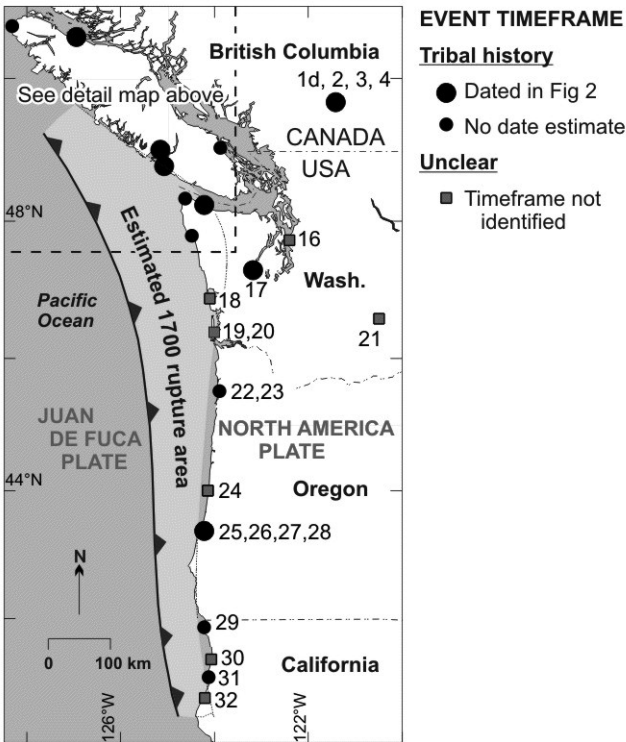 EVENT TIMEFRAME
Tribal history
Dated in Fig 2
No date estimate
Unclear
Timeframe not
identified
British Columbia
1d, 2, 3, 4
See detail map above
CANADA
USA
48°N
Estimated 1700 rupture area
16
17
Wash.
Pacific
Ocean
18
19,20
21
22,23
JUAN
DE FUCA
PLATE
NORTH AMERICA
PLATE
44°N
24
Oregon
25,26,27,28
N
29
0 100 km
30
California
31
32
126°W
122°W